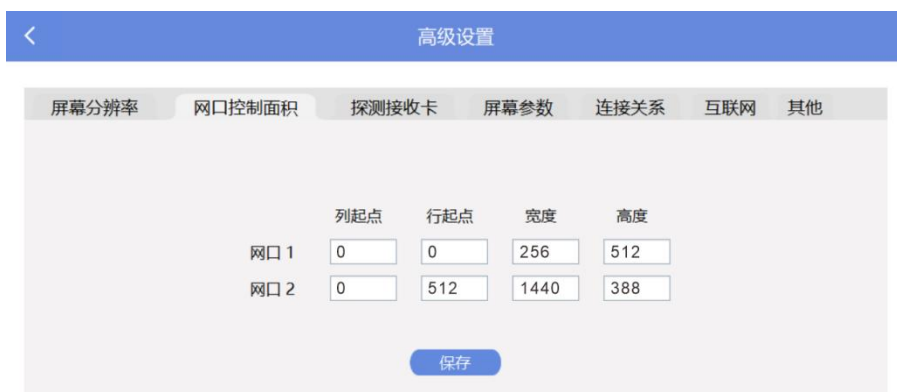 高级设置
屏幕分辨率 网口控制面积 探测接收卡 屏幕参数 连接关系 互联网 其他
列起点 行起点 宽度 高度
网口 1 0 0 256 512
网口 2 0 512 1440 388
保存